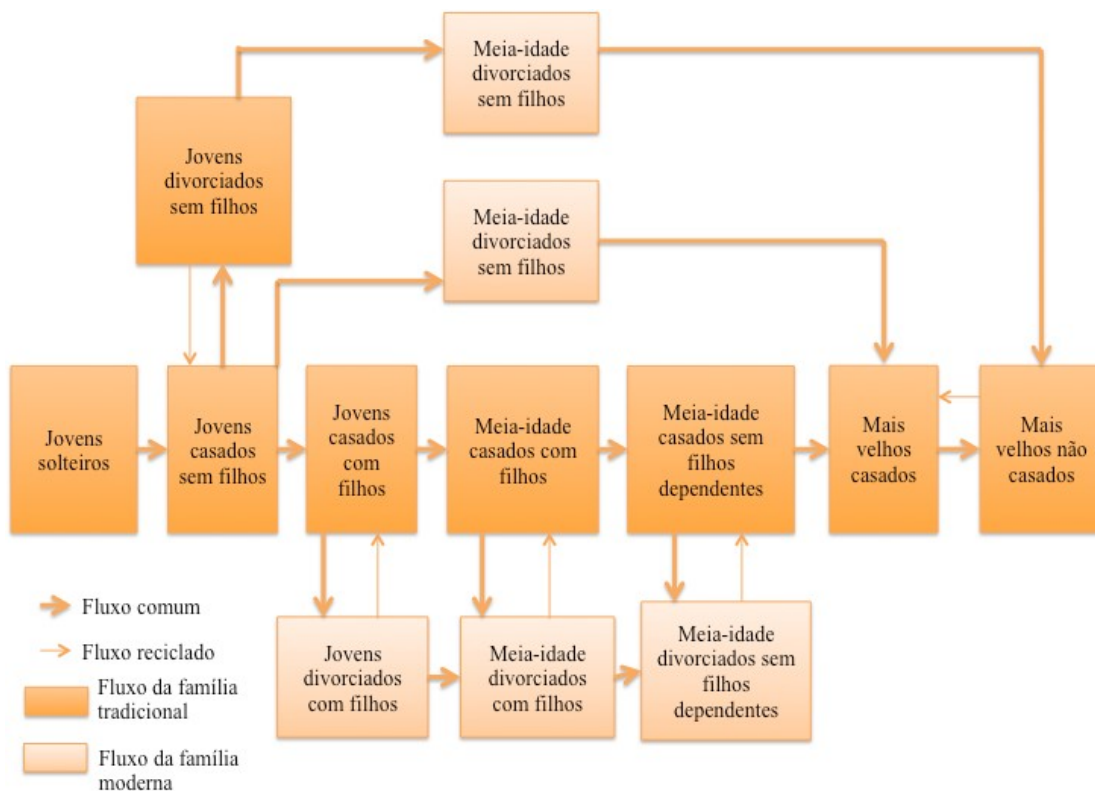 Meia-idade
divorciados
sem filhos
Jovens
divorciados
sem filhos
Meia-idade
divorciados
sem filhos
Jovens
solteiros
Jovens
casados
sem filhos
Jovens
casados
com
filhos
Meia-idade
casados com
filhos
Meia-idade
casados sem
filhos
dependentes
Mais
velhos
casados
Mais
velhos não
casados
Fluxo comum
Fluxo reciclado
Fluxo da família
tradicional
Fluxo da família
moderna
Jovens
divorciados
com filhos
Meia-idade
divorciados
com filhos
Meia-idade
divorciados sem
filhos
dependentes